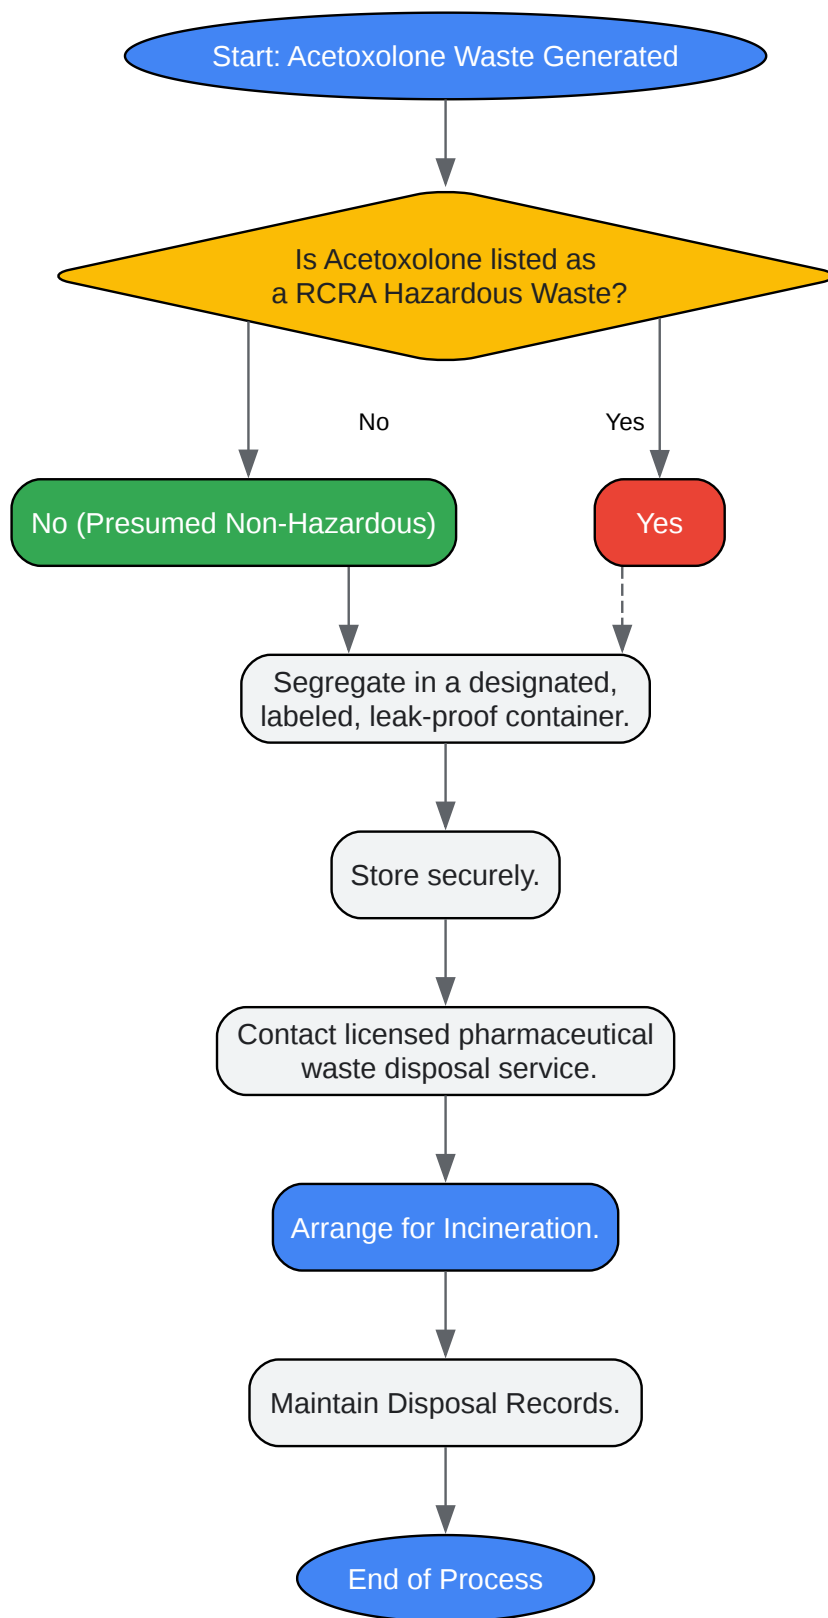 Start: Acetoxolone Waste Generated
Is Acetoxolone listed as
a RCRA Hazardous Waste?
No
Yes
No (Presumed Non-Hazardous)
Yes
Segregate in a designated,
labeled, leak-proof container.
Store securely.
Contact licensed pharmaceutical
waste disposal service.
Arrange for Incineration.
Maintain Disposal Records.
End of Process